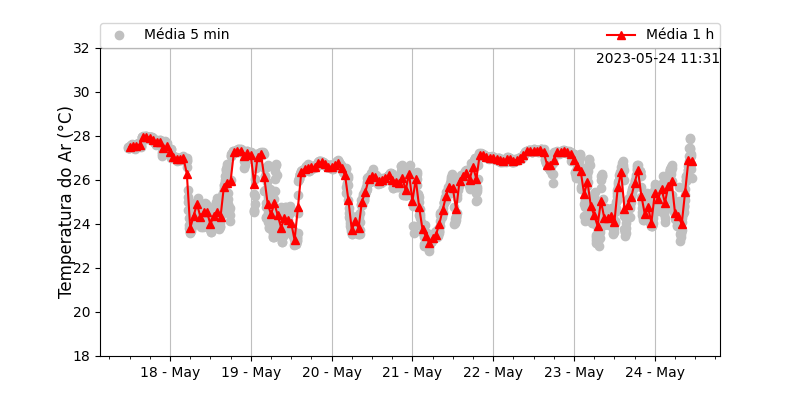 Média 5 min
Média 1 h
2023-05-24 11:31
Temperatura do Ar (°C)
32
30
28
26
24
22
20
18
18 - May
19 - May
20 - May
21 - May
22 - May
23 - May
24 - May